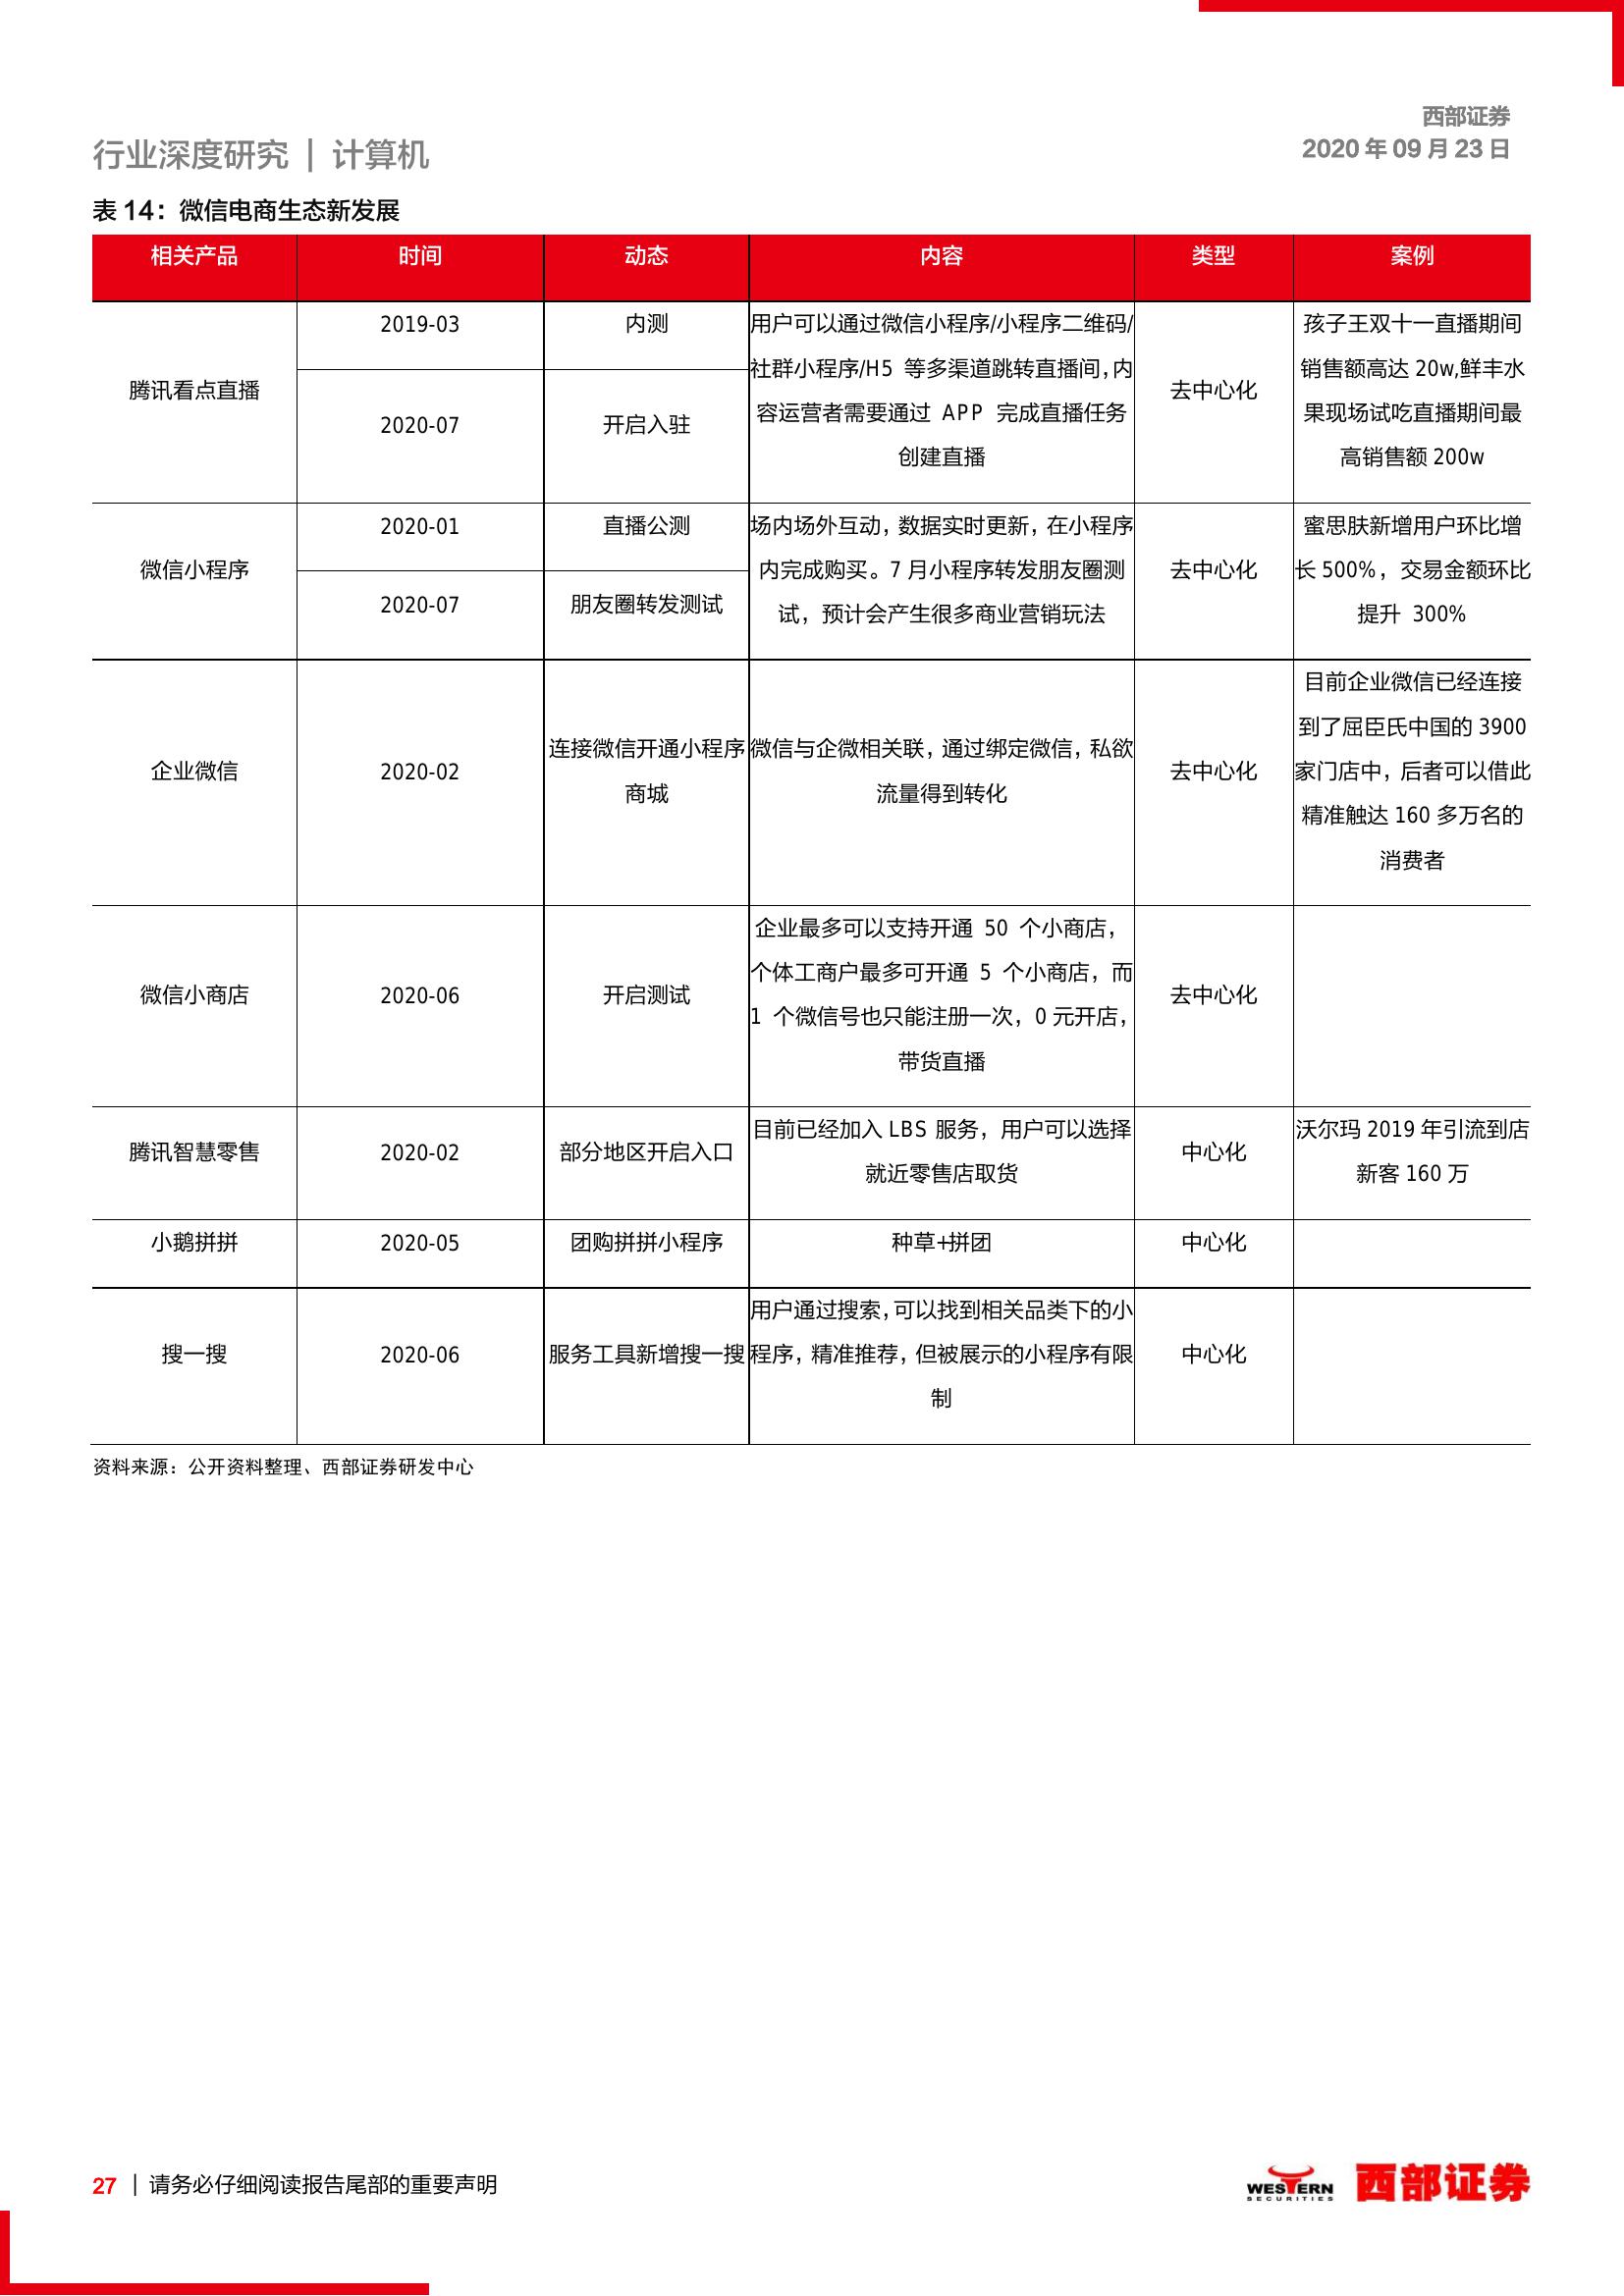 西部证券
行业深度研究 | 计算机
2020 年 09 月 23 日
表 14：微信电商生态新发展
相关产品 时间 动态 内容 类型 案例
腾讯看点直播
2019-03 内测
2020-07 开启入驻
用户可以通过微信小程序/小程序二维码/
社群小程序/H5 等多渠道跳转直播间，内
容运营者需要通过 APP 完成直播任务
创建直播
去中心化
孩子王双十一直播期间
销售额高达 20w,鲜丰水
果现场试吃直播期间最
高销售额 200w
微信小程序
2020-01 直播公测
2020-07 朋友圈转发测试
场内场外互动，数据实时更新，在小程序
内完成购买。7 月小程序转发朋友圈测
试，预计会产生很多商业营销玩法
去中心化
蜜思肤新增用户环比增
长 500%，交易金额环比
提升 300%
企业微信
2020-02
连接微信开通小程序
商城
微信与企微相关联，通过绑定微信，私欲
流量得到转化
去中心化
目前企业微信已经连接
到了屈臣氏中国的 3900
家门店中，后者可以借此
精准触达 160 多万名的
消费者
微信小商店
2020-06
开启测试
企业最多可以支持开通 50 个小商店，
个体工商户最多可开通 5 个小商店，而
1 个微信号也只能注册一次，0 元开店，
带货直播
去中心化
腾讯智慧零售
2020-02
部分地区开启入口
目前已经加入 LBS 服务，用户可以选择
就近零售店取货
中心化
沃尔玛 2019 年引流到店
新客 160 万
小鹅拼拼 2020-05 团购拼拼小程序 种草+拼团 中心化
搜一搜
2020-06
服务工具新增搜一搜
用户通过搜索，可以找到相关品类下的小
程序，精准推荐，但被展示的小程序有限
制
中心化
资料来源：公开资料整理、西部证券研发中心
27 | 请务必仔细阅读报告尾部的重要声明
WESTERN
SECURITIES
西部证券